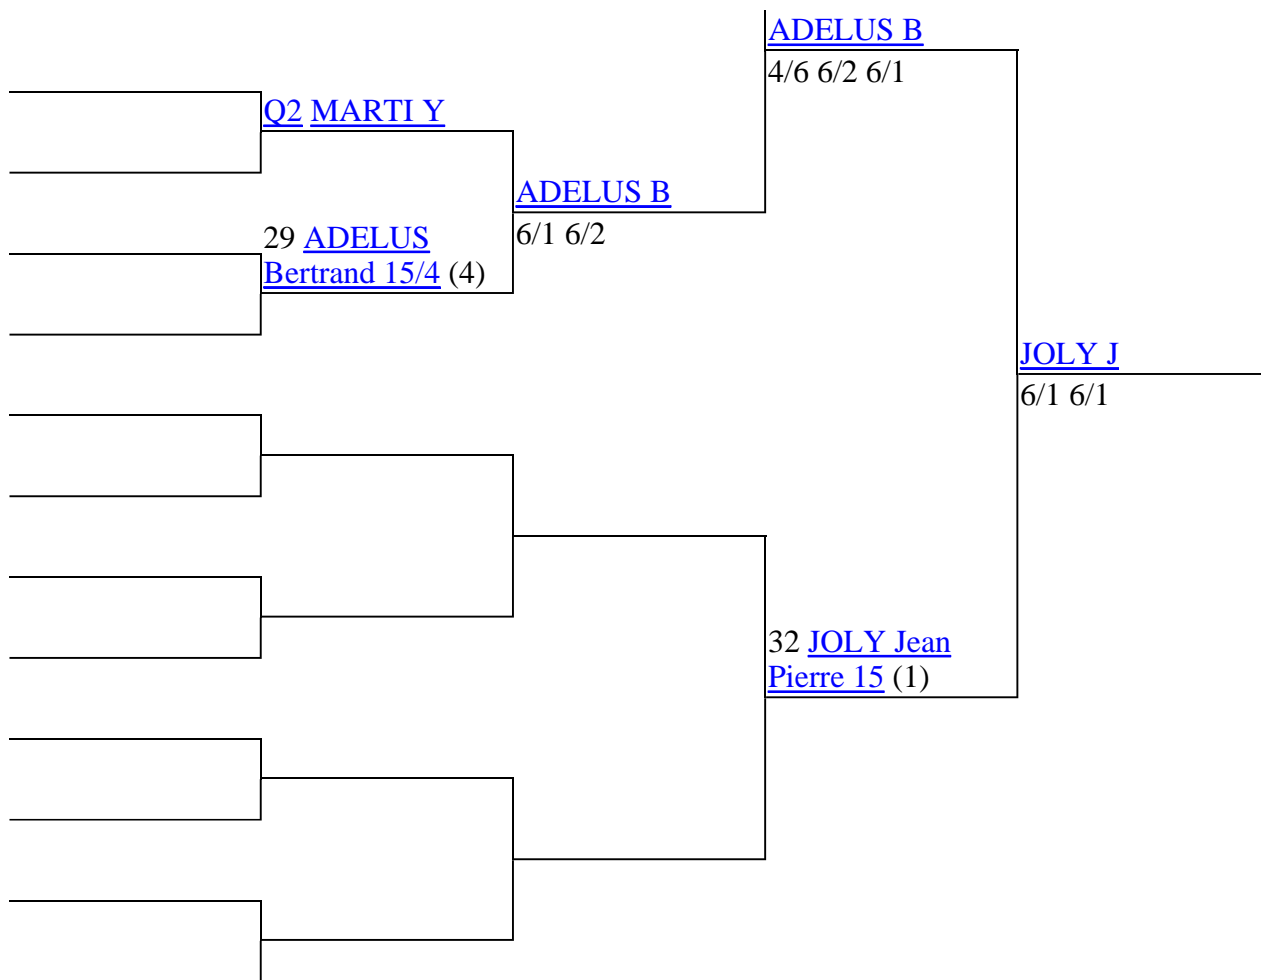 ADELUS B
4/6 6/2 6/1
Q2 MARTI Y
ADELUS B
6/1 6/2
29 ADELUS
Bertrand 15/4 (4)
JOLY J
6/1 6/1
32 JOLY Jean
Pierre 15 (1)